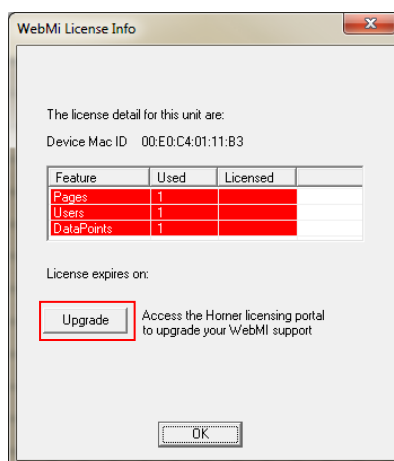 WebMi License Info
The license detail for this unit are:
Device Mac ID 00:E0:C4:01:11:B3
Feature Used Licensed
Pages 1
Users 1
DataPoints 1
License expires on:
Upgrade
Access the Horner licensing portal
to upgrade your WebMI support
OK